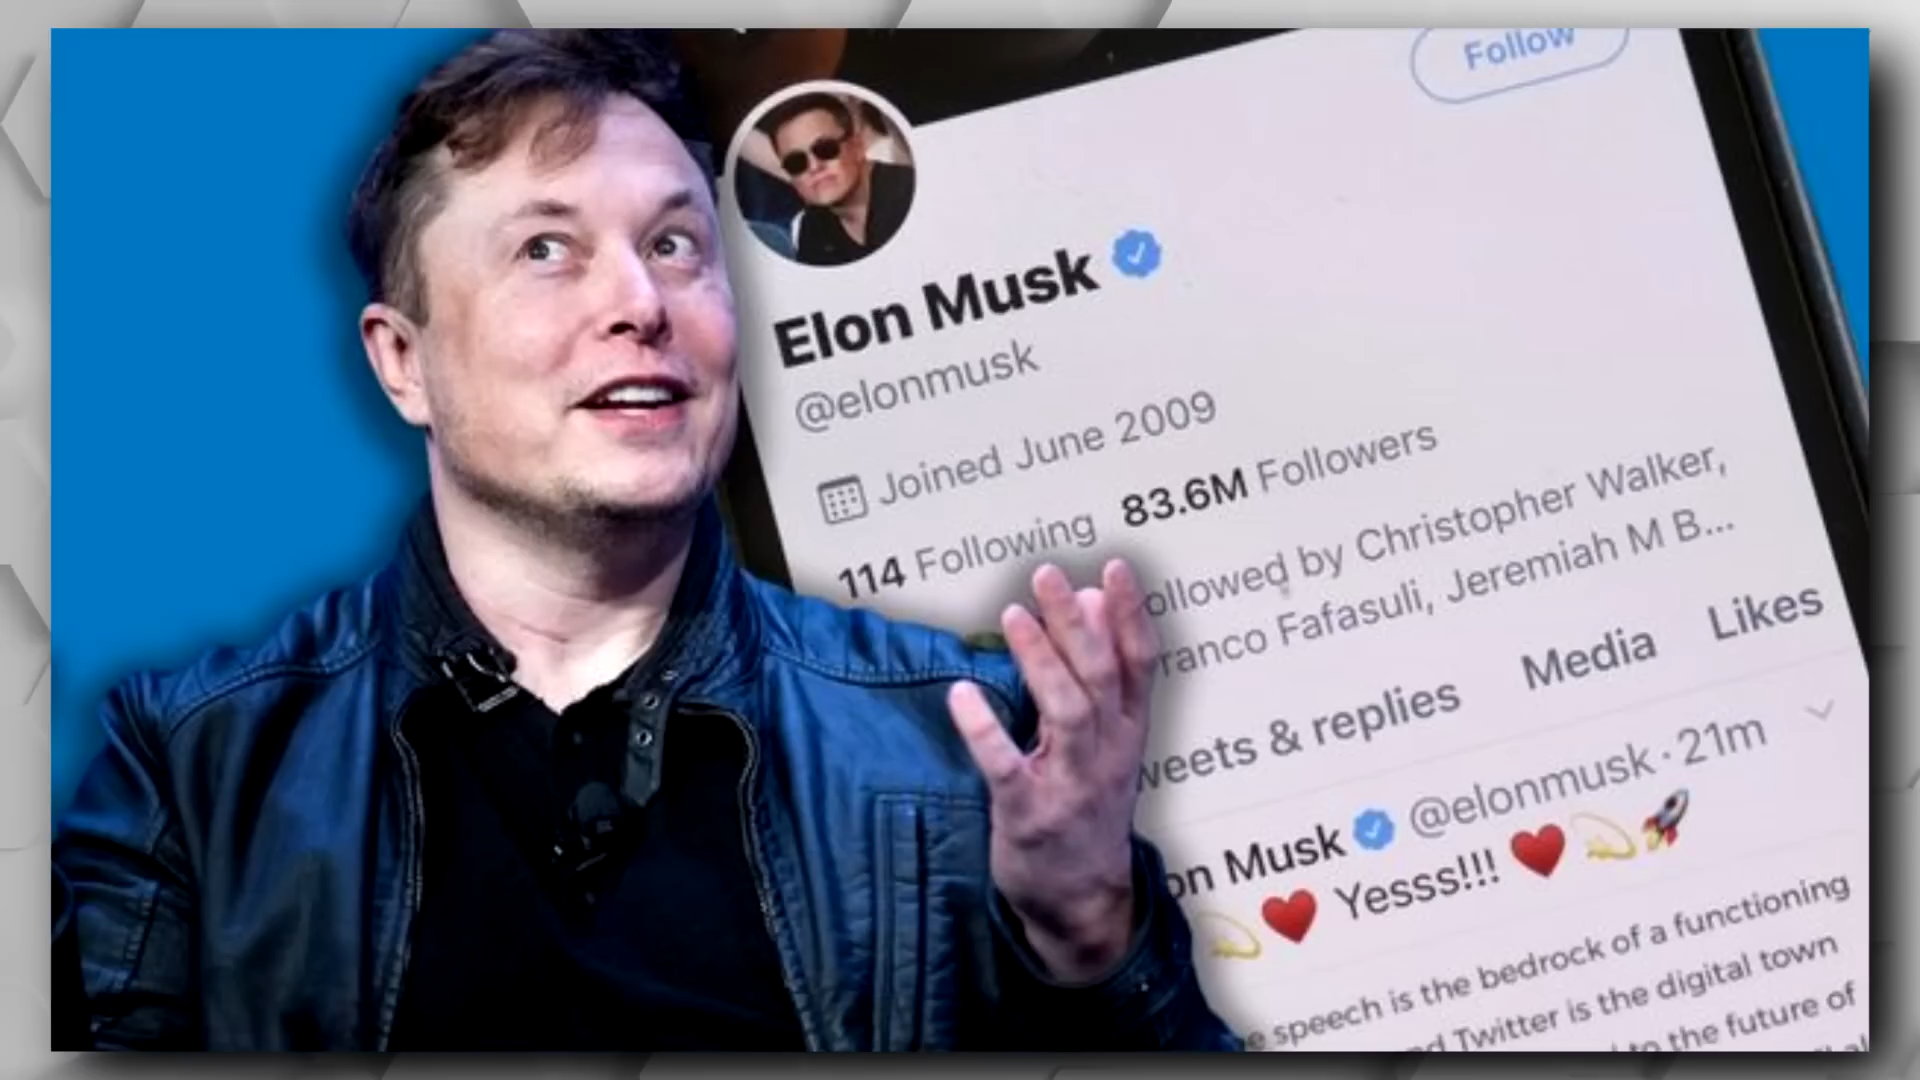 Follow
Elon Musk
@elonmusk
Joined June 2009
114 Following 83.6M Followers
ollowed by Christopher Walker,
ranco Fafasuli, Jeremiah M B...
weets & replies Media Likes
on Musk @elonmusk · 21m
❤️ Yesss!!! ❤️💫🚀
e speech is the bedrock of a functioning
d Twitter is the digital town
to the future of